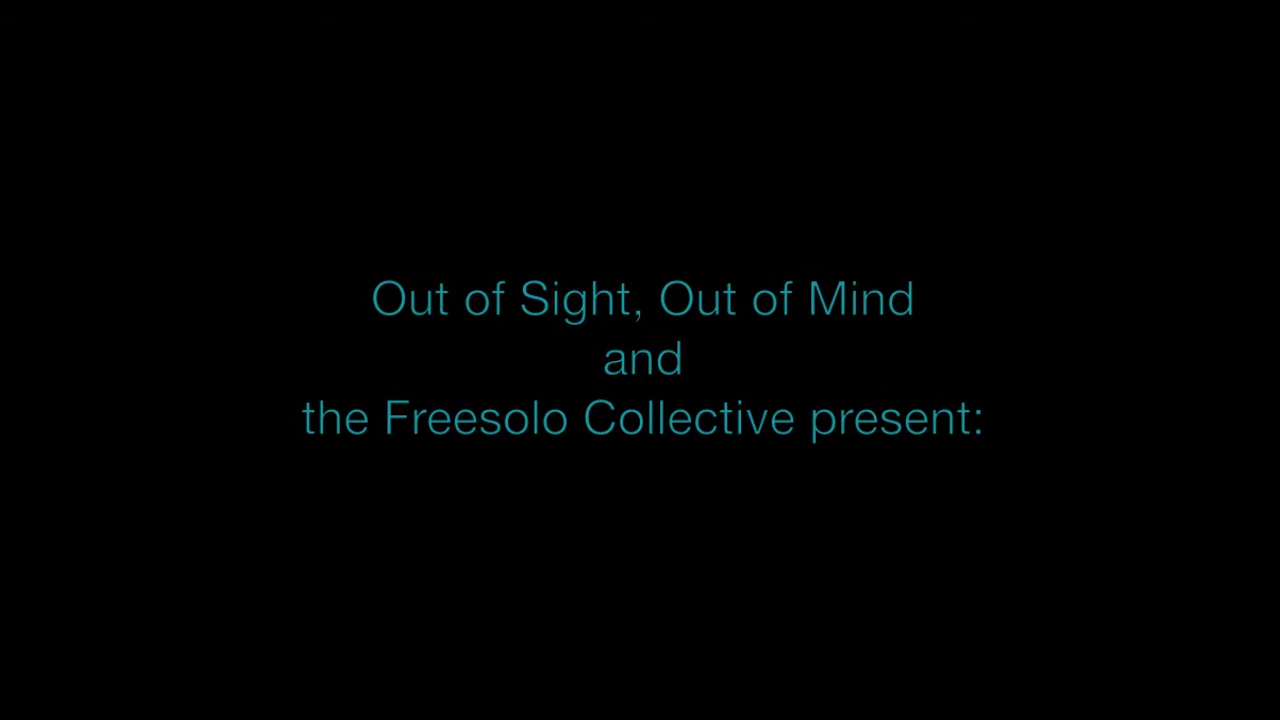 Out of Sight, Out of Mind
and
the Freesolo Collective present: